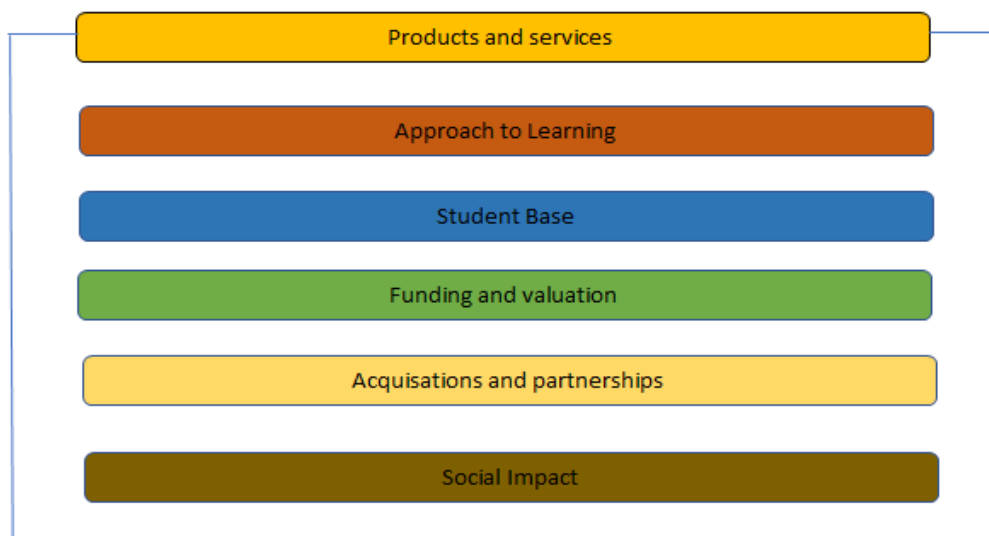 Products and services
Approach to Learning
Student Base
Funding and valuation
Acquisations and partnerships
Social Impact